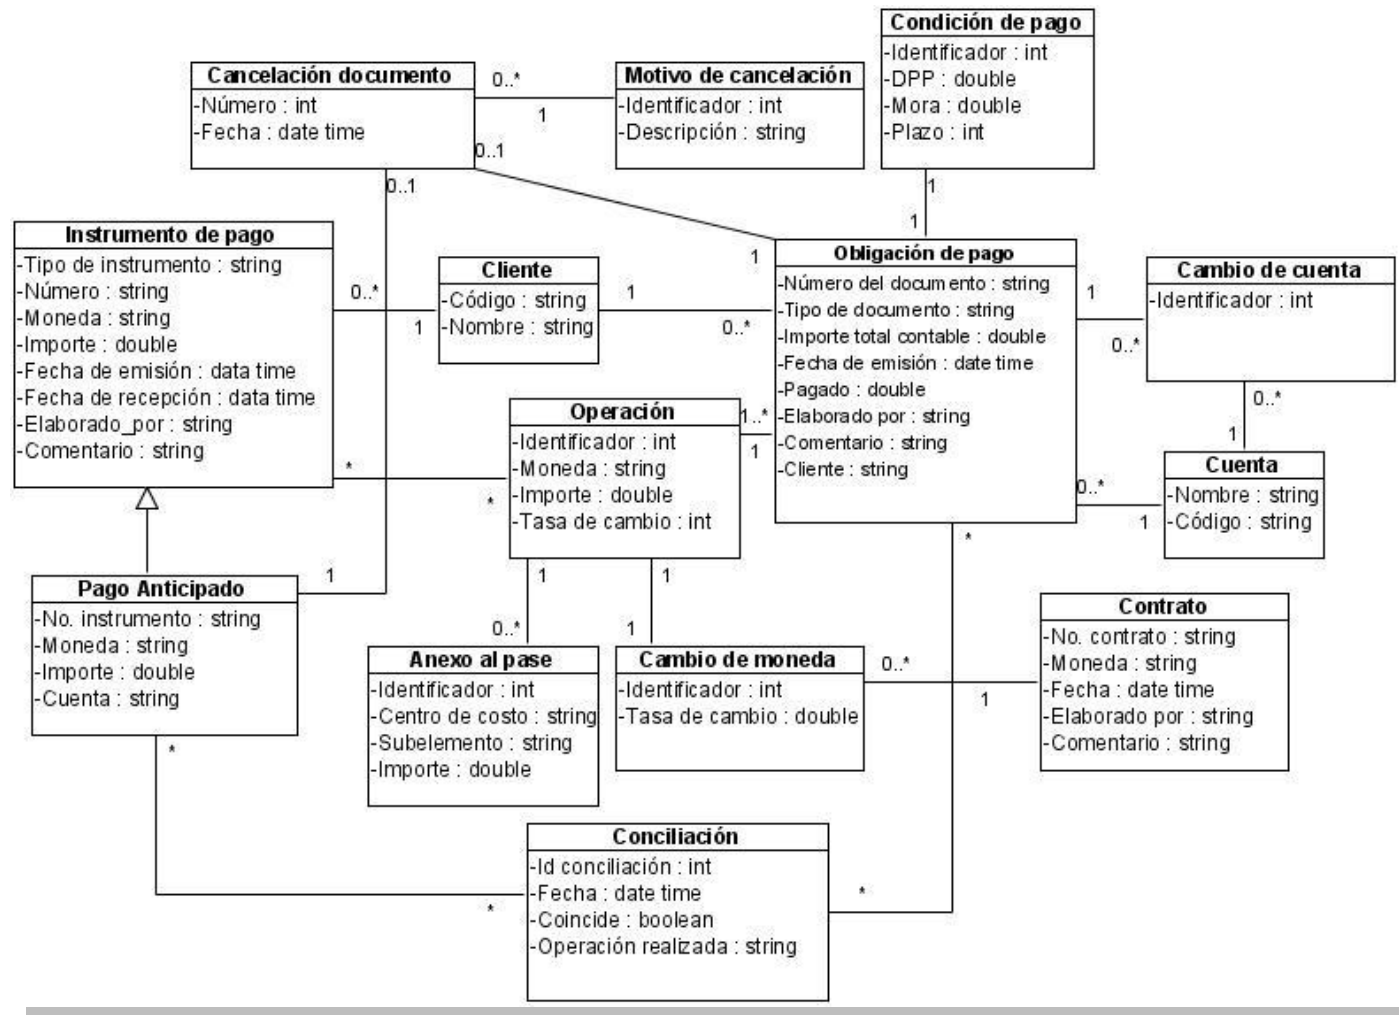 Condición de pago
-Identificador : int
-DPP : double
-Mora : double
-Plazo : int
Cancelación documento
-Número : int
-Fecha : date time
0..*
1
Motivo de cancelación
-Identificador : int
-Descripción : string
0..1
0..1
1
1
Instrumento de pago
-Tipo de instrumento : string
-Número : string
-Moneda : string
-Importe : double
-Fecha de emisión : data time
-Fecha de recepción : data time
-Elaborado_por : string
-Comentario : string
0..*
1
Cliente
-Código : string
-Nombre : string
1
0..*
1
Obligación de pago
-Número del documento : string
-Tipo de documento : string
-Importe total contable : double
-Fecha de emisión : date time
-Pagado : double
-Elaborado por : string
-Comentario : string
-Cliente : string
1
0..*
Cambio de cuenta
-Identificador : int
0..*
1
Cuenta
-Nombre : string
-Código : string
0..*
1
Operación
-Identificador : int
-Moneda : string
-Importe : double
-Tasa de cambio : int
1..*
1
*
*
*
1
1
Pago Anticipado
-No. instrumento : string
-Moneda : string
-Importe : double
-Cuenta : string
1
0..*
1
Anexo al pase
-Identificador : int
-Centro de costo : string
-Subelemento : string
-Importe : double
Cambio de moneda
-Identificador : int
-Tasa de cambio : double
0..*
1
Contrato
-No. contrato : string
-Moneda : string
-Fecha : date time
-Elaborado por : string
-Comentario : string
*
Conciliación
-Id conciliación : int
-Fecha : date time
-Coincide : boolean
-Operación realizada : string
*
*